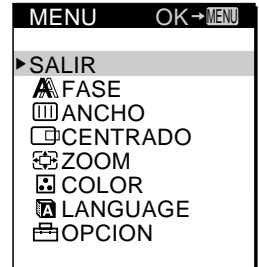 MENU OK→MENU
▶SALIR
FASE
ANCHO
CENTRADO
ZOOM
COLOR
LANGUAGE
OPCION